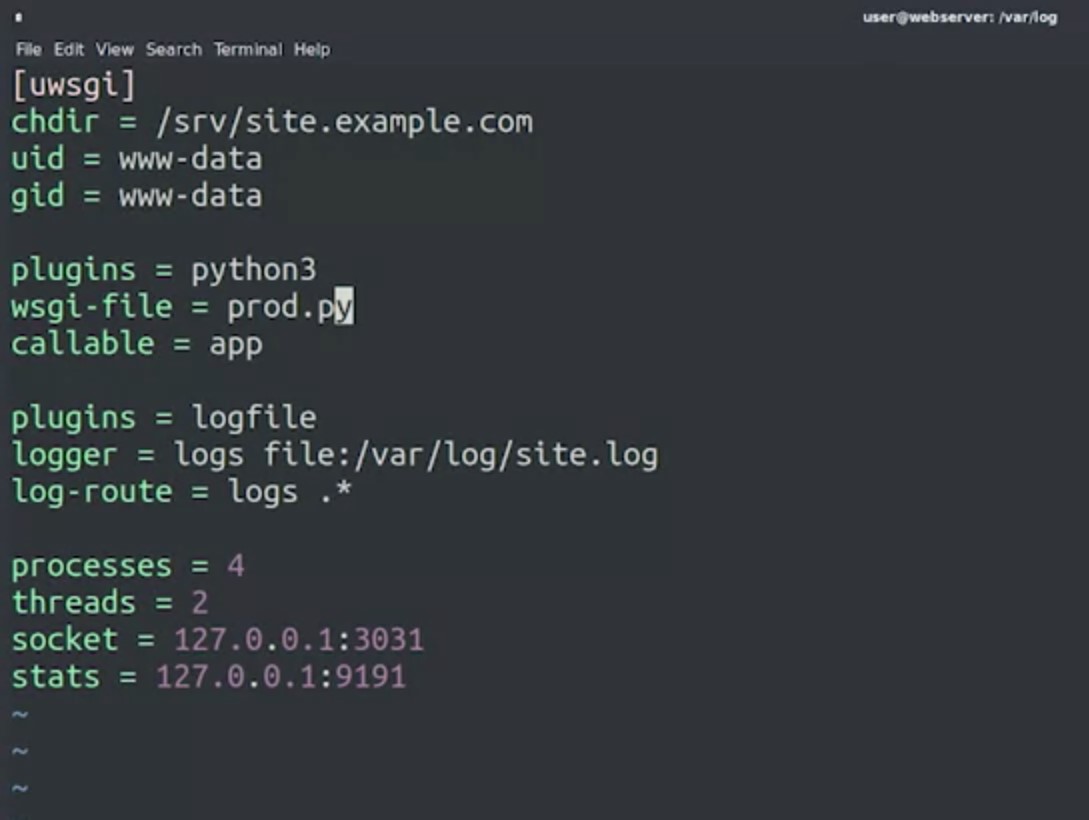 user@webserver: /var/log
File Edit View Search Terminal Help
[uwsgi]
chdir = /srv/site.example.com
uid = www-data
gid = www-data
plugins = python3
wsgi-file = prod.py
callable = app
plugins = logfile
logger = logs file:/var/log/site.log
log-route = logs .*
processes = 4
threads = 2
socket = 127.0.0.1:3031
stats = 127.0.0.1:9191
~
~
~